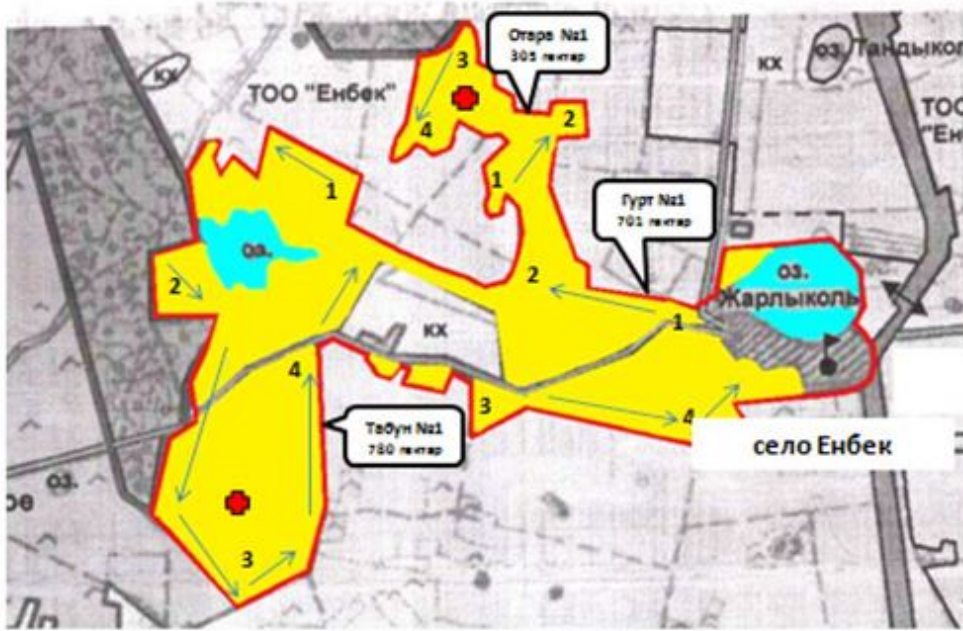 Отара №1
305 гектар
кх
оз.
Тандыкол
кх
ТОО "Енбек"
ТОО
"Ен
3
4
2
1
1
Гурт №1
701 гектар
оз.
Жарлыколь
оз.
2
2
1
кх
4
3
4
Табун №1
780 гектар
село Енбек
оз.
ое
3